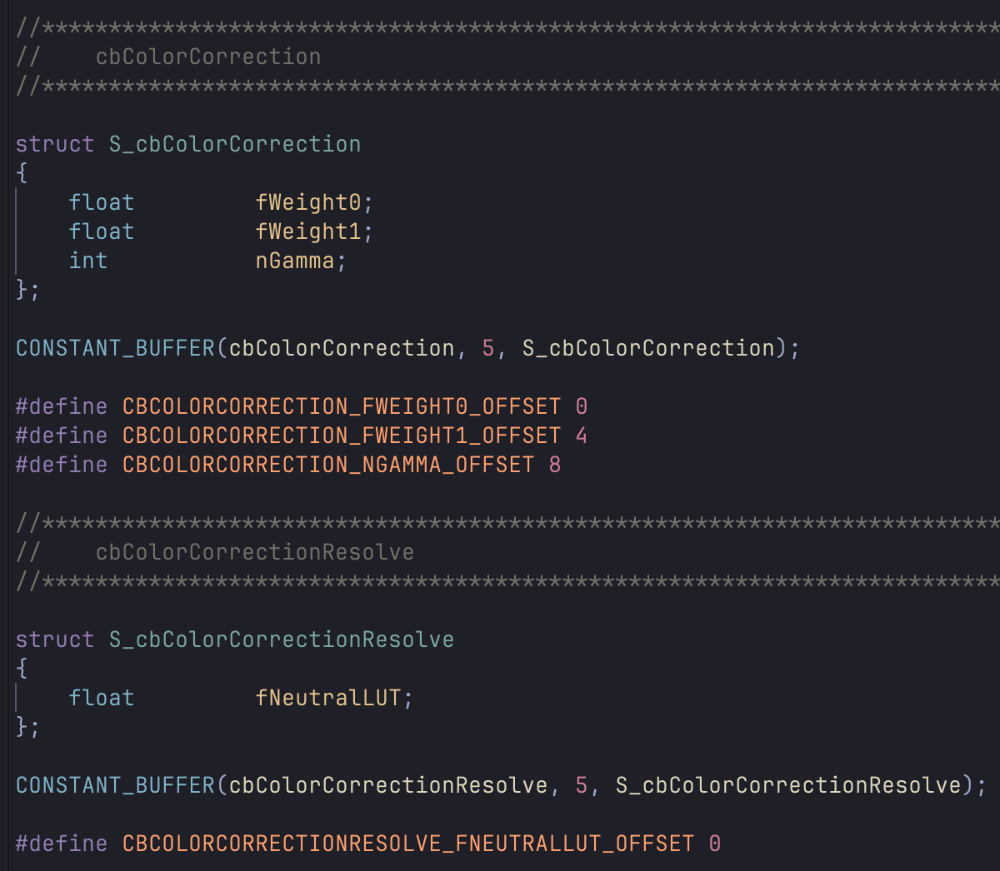 //************************************************************************
//    cbColorCorrection
//************************************************************************
struct S_cbColorCorrection
{
    float         fWeight0;
    float         fWeight1;
    int           nGamma;
};
CONSTANT_BUFFER(cbColorCorrection, 5, S_cbColorCorrection);
#define CBCOLORCORRECTION_FWEIGHT0_OFFSET 0
#define CBCOLORCORRECTION_FWEIGHT1_OFFSET 4
#define CBCOLORCORRECTION_NGAMMA_OFFSET 8
//************************************************************************
//    cbColorCorrectionResolve
//************************************************************************
struct S_cbColorCorrectionResolve
{
    float         fNeutralLUT;
};
CONSTANT_BUFFER(cbColorCorrectionResolve, 5, S_cbColorCorrectionResolve);
#define CBCOLORCORRECTIONRESOLVE_FNEUTRALLUT_OFFSET 0